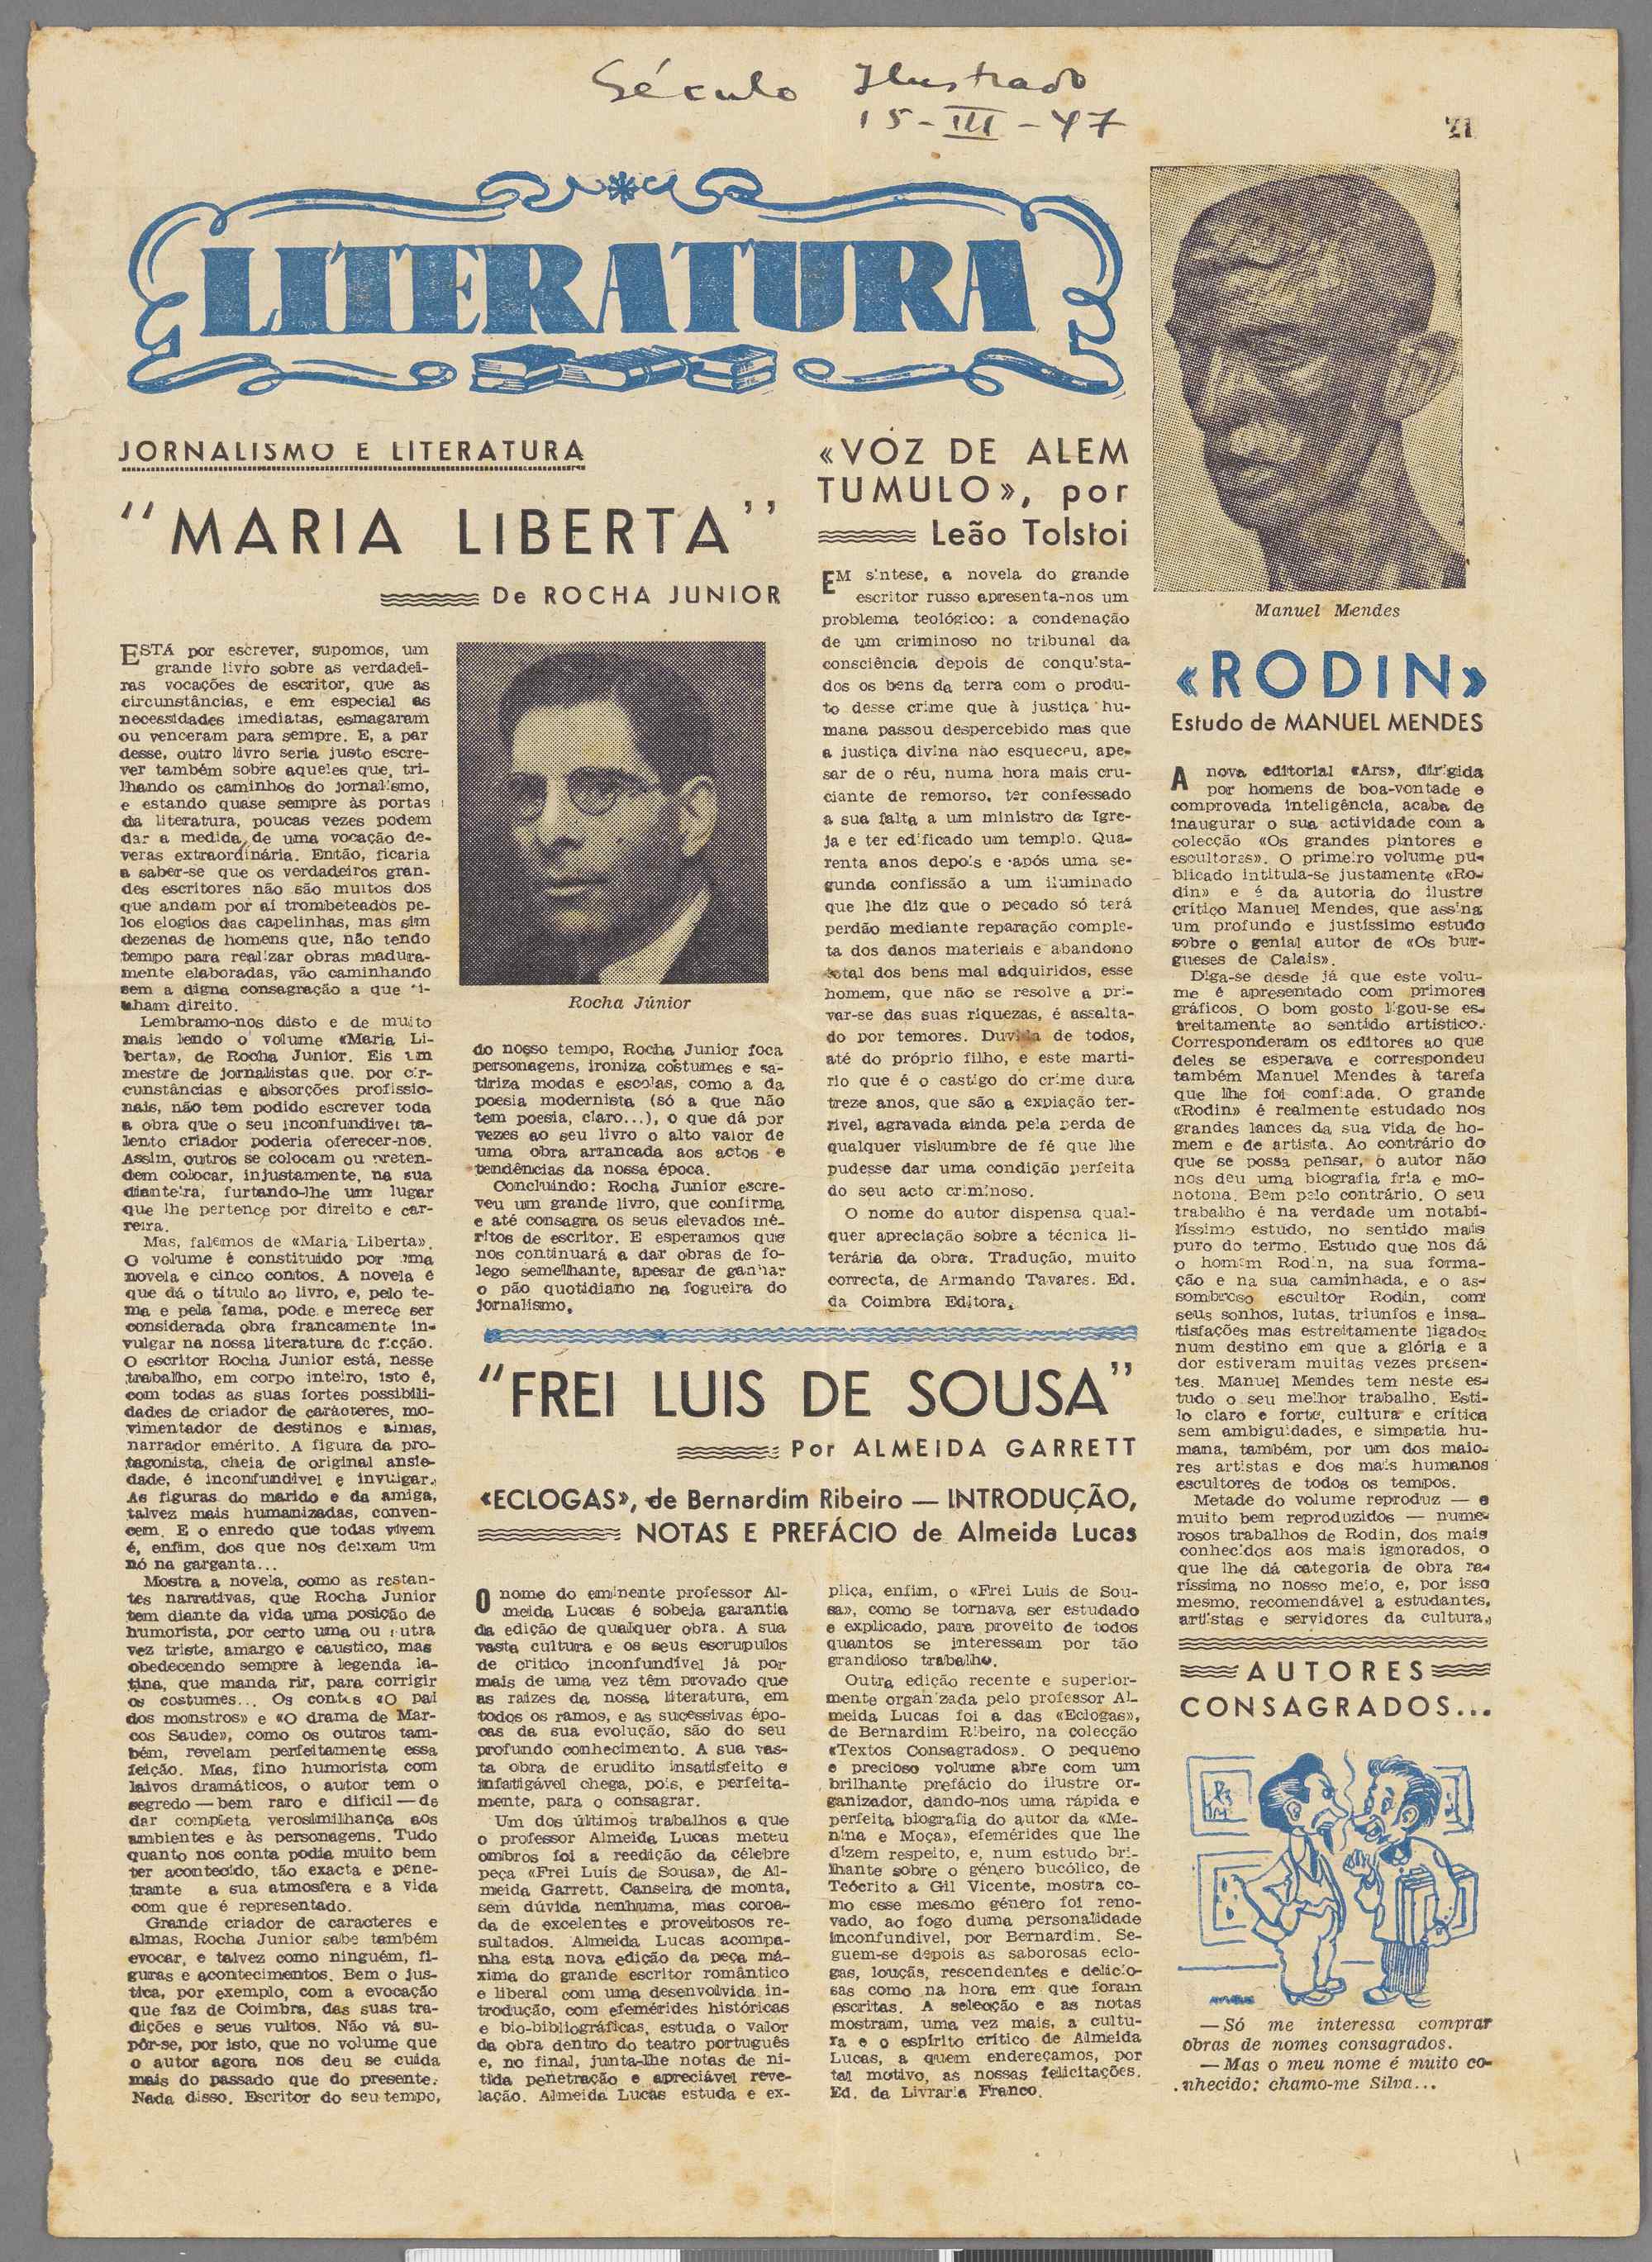 Século Ilustrado
15-III-47
21
LITERATURA
JORNALISMO E LITERATURA
"MARIA LIBERTA"
De ROCHA JUNIOR
ESTÁ por escrever, supomos, um
grande livro sobre as verdadei-
ras vocações de escritor, que as
circunstâncias, e em especial as
necessidades imediatas, esmagaram
ou venceram para sempre. E, a par
desse, outro livro seria justo escre-
ver também sobre aqueles que, tri-
lhando os caminhos do jornalismo,
e estando quase sempre às portas
da literatura, poucas vezes podem
dar a medida de uma vocação de-
veras extraordinária. Então, ficaria
a saber-se que os verdadeiros gran-
des escritores não são muitos dos
que andam por aí trombeteados pe-
los elogios das capelinhas, mas sim
dezenas de homens que, não tendo
tempo para realizar obras madura-
mente elaboradas, vão caminhando
sem a digna consagração a que ti-
nham direito.
Lembramo-nos disto e de muito
mais lendo o volume «Maria Li-
berta», de Rocha Junior. Eis um
mestre de jornalistas que, por cir-
cunstâncias e absorções profissio-
nais, não tem podido escrever toda
a obra que o seu inconfundível ta-
lento criador poderia oferecer-nos.
Assim, outros se colocam ou preten-
dem colocar, injustamente, na sua
dianteira, furtando-lhe um lugar
que lhe pertence por direito e car-
reira.
Mas, falemos de «Maria Liberta».
O volume é constituido por uma
novela e cinco contos. A novela é
que dá o título ao livro, e, pelo te-
ma e pela fama, pode e merece ser
considerada obra francamente in-
vulgar na nossa literatura de ficção.
O escritor Rocha Junior está, nesse
trabalho, em corpo inteiro, isto é,
com todas as suas fortes possibili-
dades de criador de carácteres, mo-
vimentador de destinos e almas,
narrador emérito. A figura da pro-
tagonista, cheia de original ansie-
dade, é inconfundível e invulgar.
As figuras do marido e da amiga,
talvez mais humanizadas, conven-
cem. E o enredo que todas vivem
é, enfim, dos que nos deixam um
nó na garganta...
Mostra a novela, como as restan-
tes narrativas, que Rocha Junior
tem diante da vida uma posição de
humorista, por certo uma ou outra
vez triste, amargo e caustico, mas
obedecendo sempre à legenda la-
tina, que manda rir, para corrigir
os costumes... Os contos «O pai
dos monstros» e «O drama de Mar-
cos Saude», como os outros tam-
bém, revelam perfeitamente essa
feição. Mas, fino humorista com
laivos dramáticos, o autor tem o
segredo — bem raro e difícil — de
dar completa verosimilhança aos
ambientes e às personagens. Tudo
quanto nos conta podia muito bem
ter acontecido, tão exacta e pene-
trante a sua atmosfera e a vida
com que é representado.
Grande criador de caracteres e
almas, Rocha Junior sabe também
evocar, e talvez como ninguém, fi-
guras e acontecimentos. Bem o jus-
tica, por exemplo, com a evocação
que faz de Coimbra, das suas tra-
dições e seus vultos. Não vá su-
pôr-se, por isto, que no volume que
o autor agora nos deu se cuida
mais do passado que do presente.
Nada disso. Escritor do seu tempo,
Rocha Júnior
do nosso tempo, Rocha Junior foca
personagens, ironiza costumes e sa-
tiriza modas e escolas, como a da
poesia modernista (só a que não
tem poesia, claro...), o que dá por
vezes ao seu livro o alto valor de
uma obra arrancada aos actos e
tendências da nossa época.
Concluindo: Rocha Junior escre-
veu um grande livro, que confirma
e até consagra os seus elevados mé-
ritos de escritor. E esperamos que
nos continuará a dar obras de fo-
lego semelhante, apesar de ganhar
o pão quotidiano na fogueira do
jornalismo.
«VOZ DE ALEM
TUMULO», por
Leão Tolstoi
EM síntese, a novela do grande
escritor russo apresenta-nos um
problema teológico: a condenação
de um criminoso no tribunal da
consciência depois de conquista-
dos os bens da terra com o produ-
to desse crime que à justiça hu-
mana passou despercebido mas que
a justiça divina não esqueceu, ape-
sar de o réu, numa hora mais cru-
ciante de remorso, ter confessado
a sua falta a um ministro da Igre-
ja e ter edificado um templo. Qua-
renta anos depois e após uma se-
gunda confissão a um iluminado
que lhe diz que o pecado só terá
perdão mediante reparação comple-
ta dos danos materiais e abandono
total dos bens mal adquiridos, esse
homem, que não se resolve a pri-
var-se das suas riquezas, é assalta-
do por temores. Duvida de todos,
até do próprio filho, e este martí-
rio que é o castigo do crime dura
treze anos, que são a expiação ter-
rível, agravada ainda pela perda de
qualquer vislumbre de fé que lhe
pudesse dar uma condição perfeita
do seu acto criminoso.
O nome do autor dispensa qual-
quer apreciação sobre a técnica li-
terária da obra. Tradução, muito
correcta, de Armando Tavares. Ed.
da Coimbra Editora.
"FREI LUIS DE SOUSA"
Por ALMEIDA GARRETT
«ECLOGAS», de Bernardim Ribeiro — INTRODUÇÃO,
NOTAS E PREFÁCIO de Almeida Lucas
O nome do eminente professor Al-
meida Lucas é sobeja garantia
da edição de qualquer obra. A sua
vasta cultura e os seus escrupulos
de crítico inconfundível já por
mais de uma vez têm provado que
as raizes da nossa literatura, em
todos os ramos, e as sucessivas épo-
cas da sua evolução, são do seu
profundo conhecimento. A sua vas-
ta obra de erudito insatisfeito e
infatigável chega, pois, e perfeita-
mente, para o consagrar.
Um dos últimos trabalhos a que
o professor Almeida Lucas meteu
ombros foi a reedição da célebre
peça «Frei Luis de Sousa», de Al-
meida Garrett. Canseira de monta,
sem dúvida nenhuma, mas coroa-
da de excelentes e proveitosos re-
sultados. Almeida Lucas acompa-
nha esta nova edição da peça má-
xima do grande escritor romântico
e liberal com uma desenvolvida in-
trodução, com efemérides históricas
e bio-bibliográficas, estuda o valor
da obra dentro do teatro português
e, no final, junta-lhe notas de ní-
tida penetração e apreciável reve-
lação. Almeida Lucas estuda e ex-
plica, enfim, o «Frei Luis de Sou-
sa», como se tornava ser estudado
e explicado, para proveito de todos
quantos se interessam por tão
grandioso trabalho.
Outra edição recente e superior-
mente organizada pelo professor Al-
meida Lucas foi a das «Eclogas»,
de Bernardim Ribeiro, na colecção
«Textos Consagrados». O pequeno
e precioso volume abre com um
brilhante prefácio do ilustre or-
ganizador, dando-nos uma rápida e
perfeita biografia do autor da «Me-
nina e Moça», efemérides que lhe
dizem respeito, e, num estudo bri-
lhante sobre o género bucólico, de
Teócrito a Gil Vicente, mostra co-
mo esse mesmo género foi reno-
vado, ao fogo duma personalidade
inconfundível, por Bernardim. Se-
guem-se depois as saborosas eclo-
gas, louçãs, rescendentes e delicio-
sas como na hora em que foram
escritas. A selecção e as notas
mostram, uma vez mais, a cultu-
ra e o espírito crítico de Almeida
Lucas, a quem endereçamos, por
tal motivo, as nossas felicitações.
Ed. da Livraria Franco.
Manuel Mendes
«RODIN»
Estudo de MANUEL MENDES
A nova editorial «Ars», dirigida
por homens de boa-vontade e
comprovada inteligência, acaba de
inaugurar o sua actividade com a
colecção «Os grandes pintores e
escultores». O primeiro volume pu-
blicado intitula-se justamente «Ro-
din» e é da autoria do ilustre
crítico Manuel Mendes, que assina
um profundo e justíssimo estudo
sobre o genial autor de «Os bur-
gueses de Calais».
Diga-se desde já que este volu-
me é apresentado com primores
gráficos. O bom gosto ligou-se es-
treitamente ao sentido artístico.
Corresponderam os editores ao que
deles se esperava e correspondeu
também Manuel Mendes à tarefa
que lhe foi confiada. O grande
«Rodin» é realmente estudado nos
grandes lances da sua vida de ho-
mem e de artista. Ao contrário do
que se possa pensar, o autor não
nos deu uma biografia fria e mo-
notona. Bem pelo contrário. O seu
trabalho é na verdade um notabi-
líssimo estudo, no sentido mais
puro do termo. Estudo que nos dá
o homem Rodin, na sua forma-
ção e na sua caminhada, e o as-
sombroso escultor Rodin, com
seus sonhos, lutas, triunfos e insa-
tisfações mas estreitamente ligados
num destino em que a glória e a
dor estiveram muitas vezes presen-
tes. Manuel Mendes tem neste es-
tudo o seu melhor trabalho. Esti-
lo claro e forte, cultura e crítica
sem ambiguidades, e simpatia hu-
mana, também, por um dos maio-
res artistas e dos mais humanos
escultores de todos os tempos.
Metade do volume reproduz — e
muito bem reproduzidos — nume-
rosos trabalhos de Rodin, dos mais
conhecidos aos mais ignorados, o
que lhe dá categoria de obra ra-
ríssima no nosso meio, e, por isso
mesmo, recomendável a estudantes,
artistas e servidores da cultura.
AUTORES
CONSAGRADOS...
—Só me interessa comprar
obras de nomes consagrados.
—Mas o meu nome é muito co-
nhecido: chamo-me Silva...